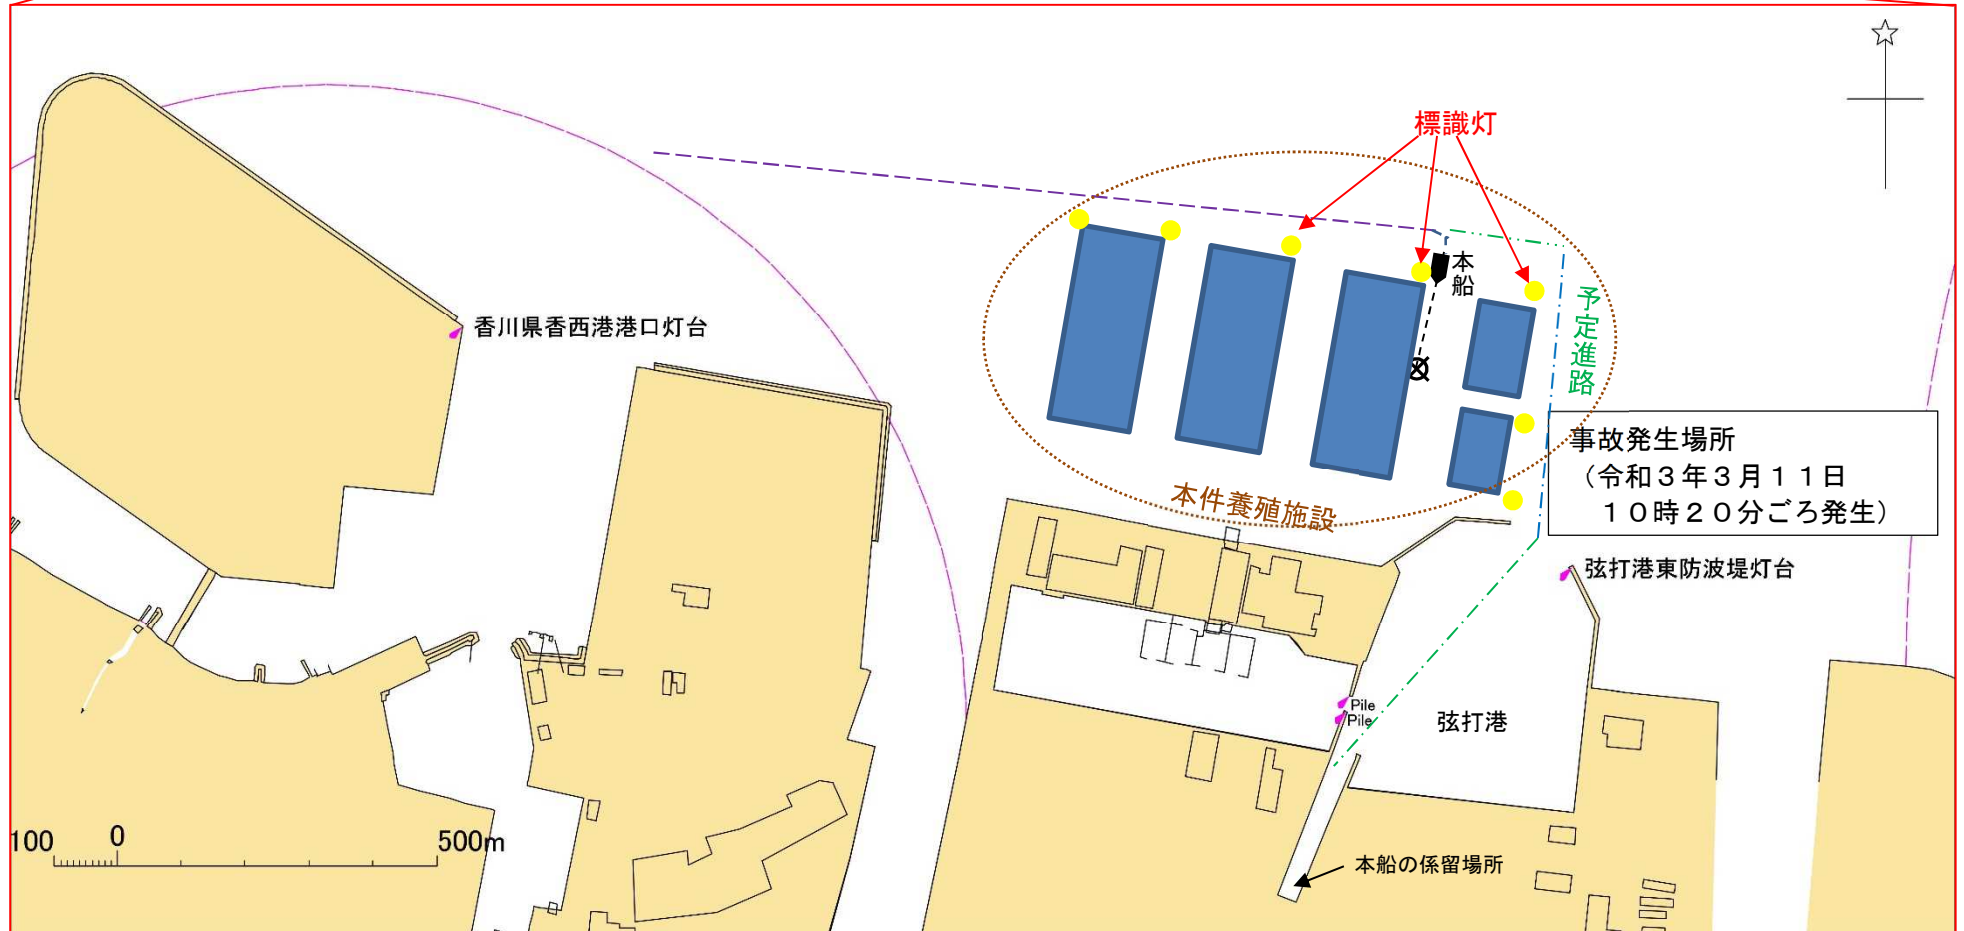 標識灯
本船
予定進路
香川県香西港港口灯台
事故発生場所
(令和3年3月11日
10時20分ごろ発生)
本件養殖施設
弦打港東防波堤灯台
Pile
Pile
弦打港
100 0 500m
本船の係留場所